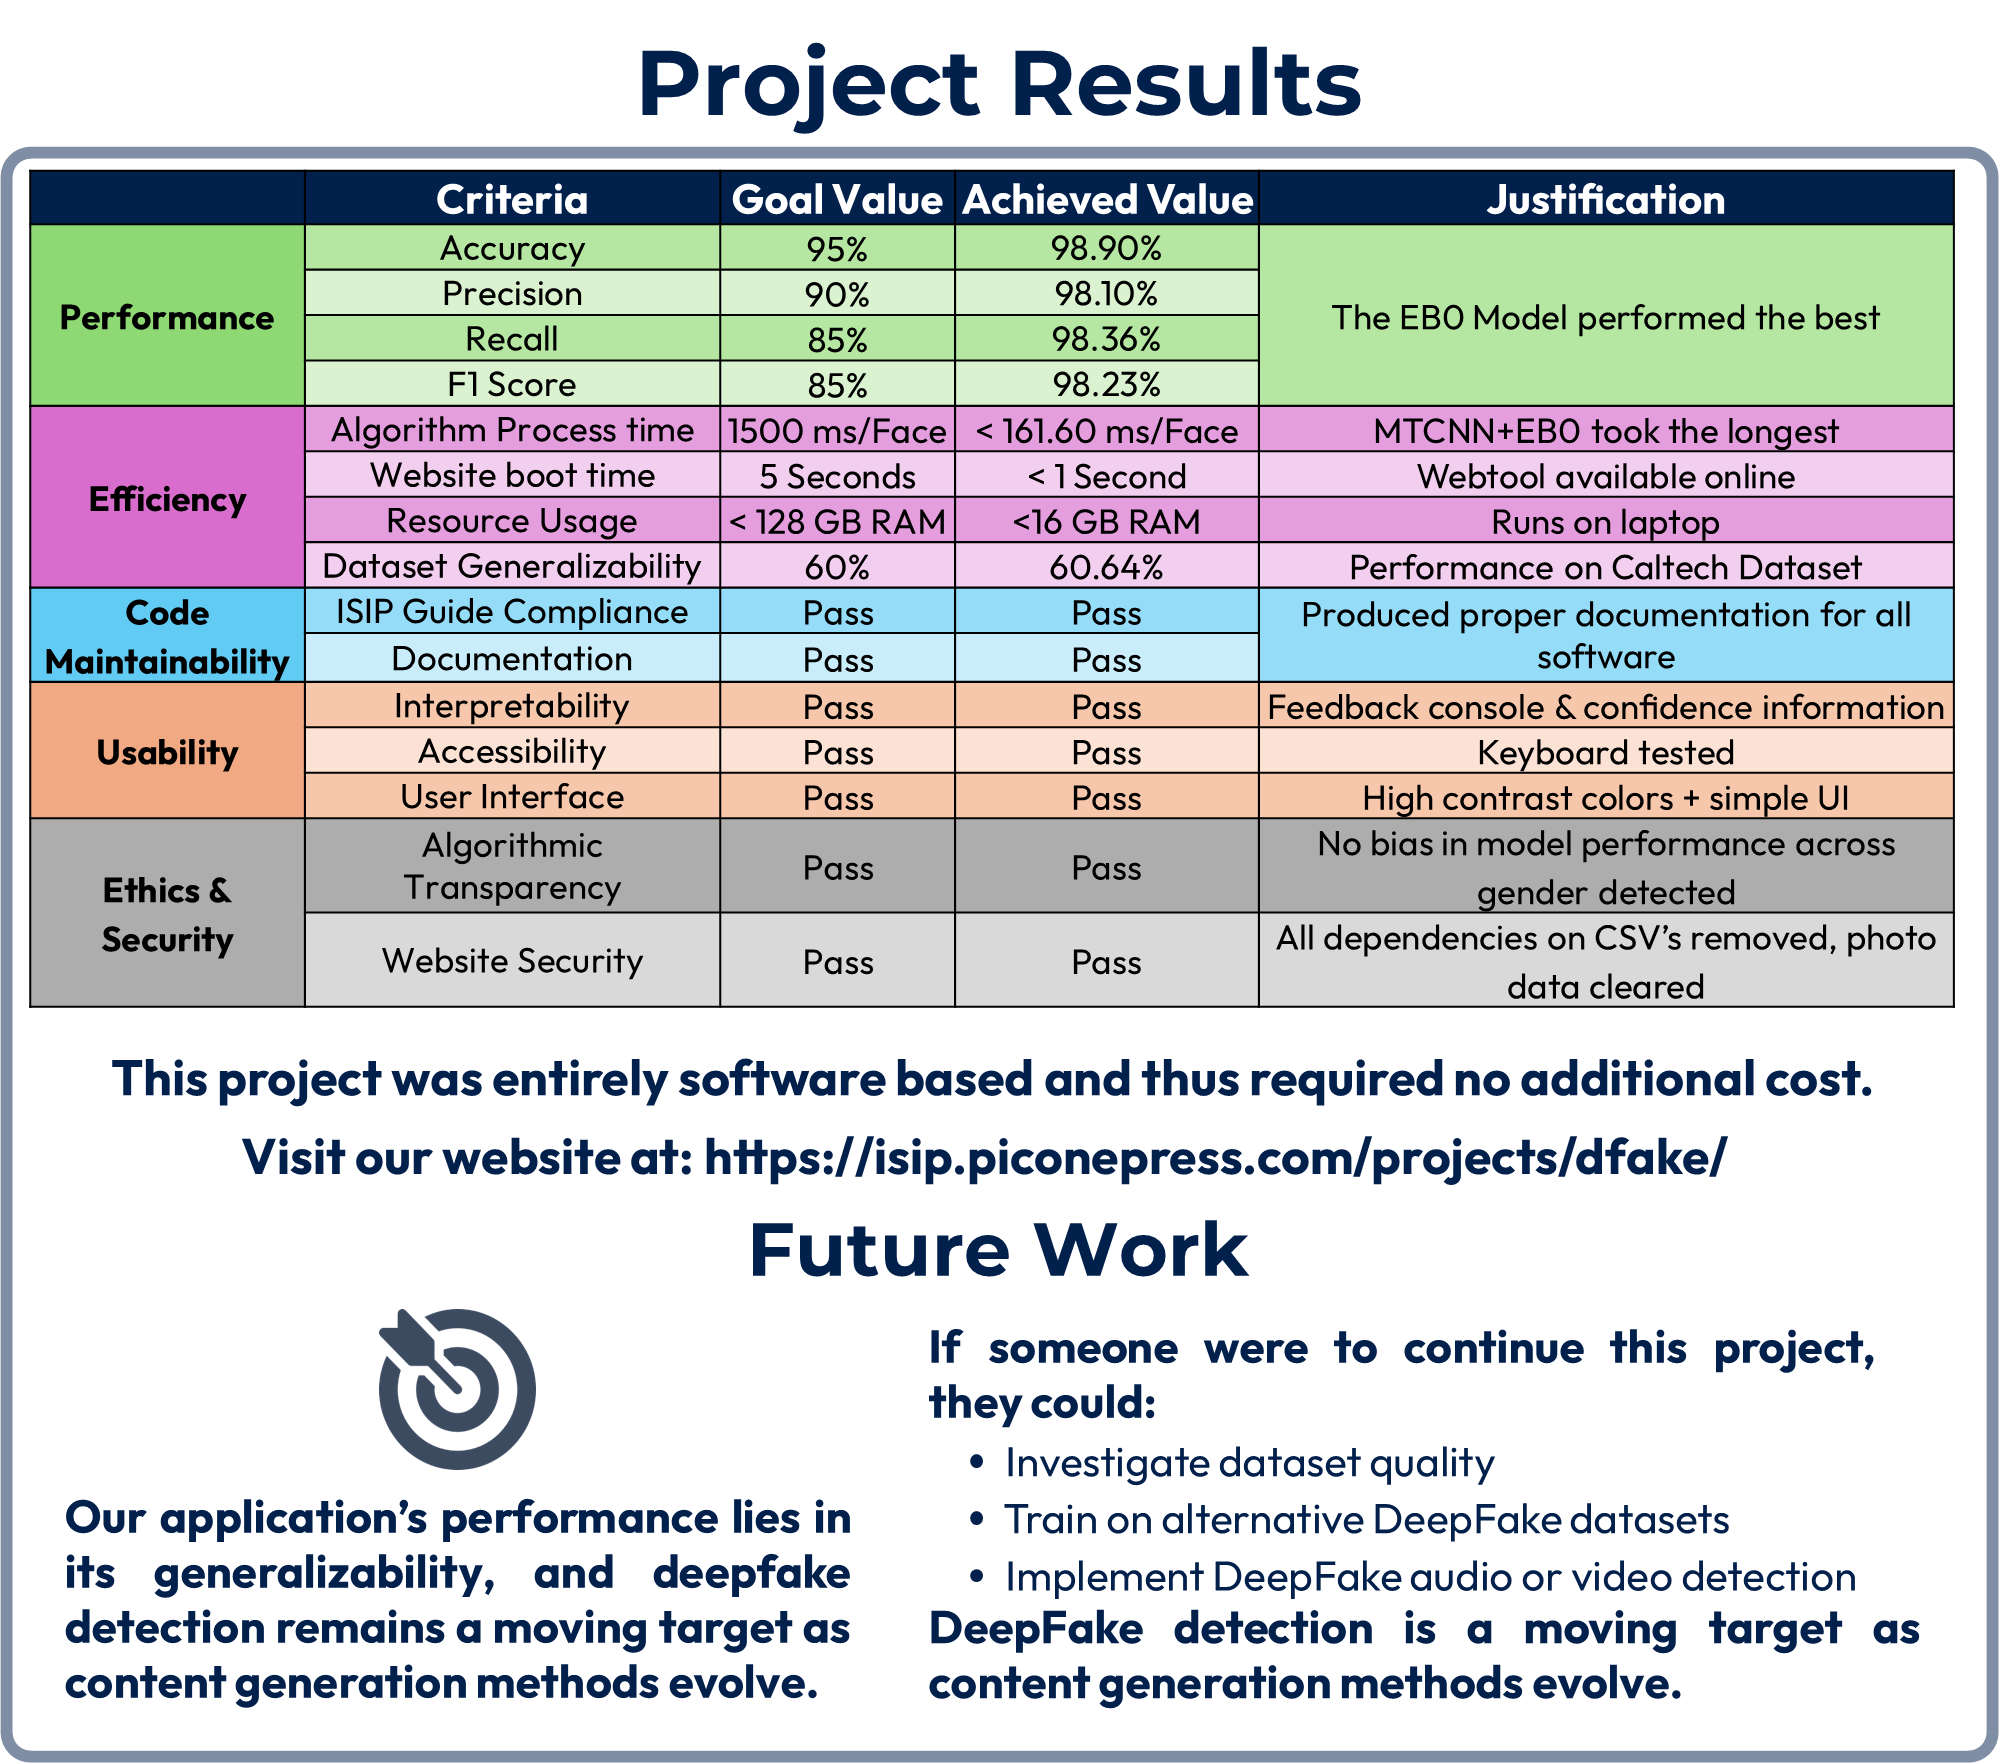 Project Results
Criteria Goal Value Achieved Value Justification
Performance
Accuracy 95% 98.90%
Precision 90% 98.10%
Recall 85% 98.36%
F1 Score 85% 98.23%
The EB0 Model performed the best
Efficiency
Algorithm Process time 1500 ms/Face < 161.60 ms/Face MTCNN+EB0 took the longest
Website boot time 5 Seconds < 1 Second Webtool available online
Resource Usage < 128 GB RAM <16 GB RAM Runs on laptop
Dataset Generalizability 60% 60.64% Performance on Caltech Dataset
Code
Maintainability
ISIP Guide Compliance Pass Pass
Documentation Pass Pass
Produced proper documentation for all
software
Usability
Interpretability Pass Pass Feedback console & confidence information
Accessibility Pass Pass Keyboard tested
User Interface Pass Pass High contrast colors + simple UI
Ethics &
Security
Algorithmic
Transparency
Pass Pass
No bias in model performance across
gender detected
Website Security Pass Pass
All dependencies on CSV’s removed, photo
data cleared
This project was entirely software based and thus required no additional cost.
Visit our website at: https://isip.piconepress.com/projects/dfake/
Future Work
Our application’s performance lies in
its generalizability, and deepfake
detection remains a moving target as
content generation methods evolve.
If someone were to continue this project,
they could:
• Investigate dataset quality
• Train on alternative DeepFake datasets
• Implement DeepFake audio or video detection
DeepFake detection is a moving target as
content generation methods evolve.